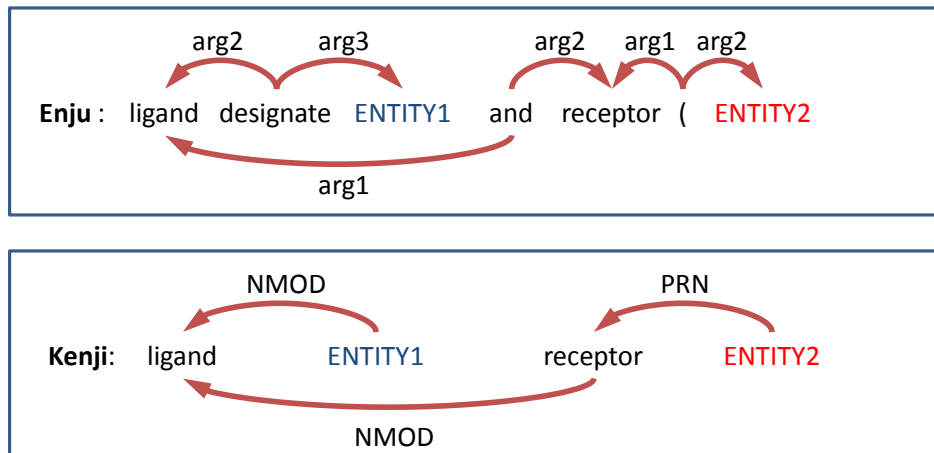 arg2 arg3 arg2 arg1 arg2
Enju : ligand designate ENTITY1 and receptor ( ENTITY2
arg1
NMOD PRN
Kenji: ligand ENTITY1 receptor ENTITY2
NMOD